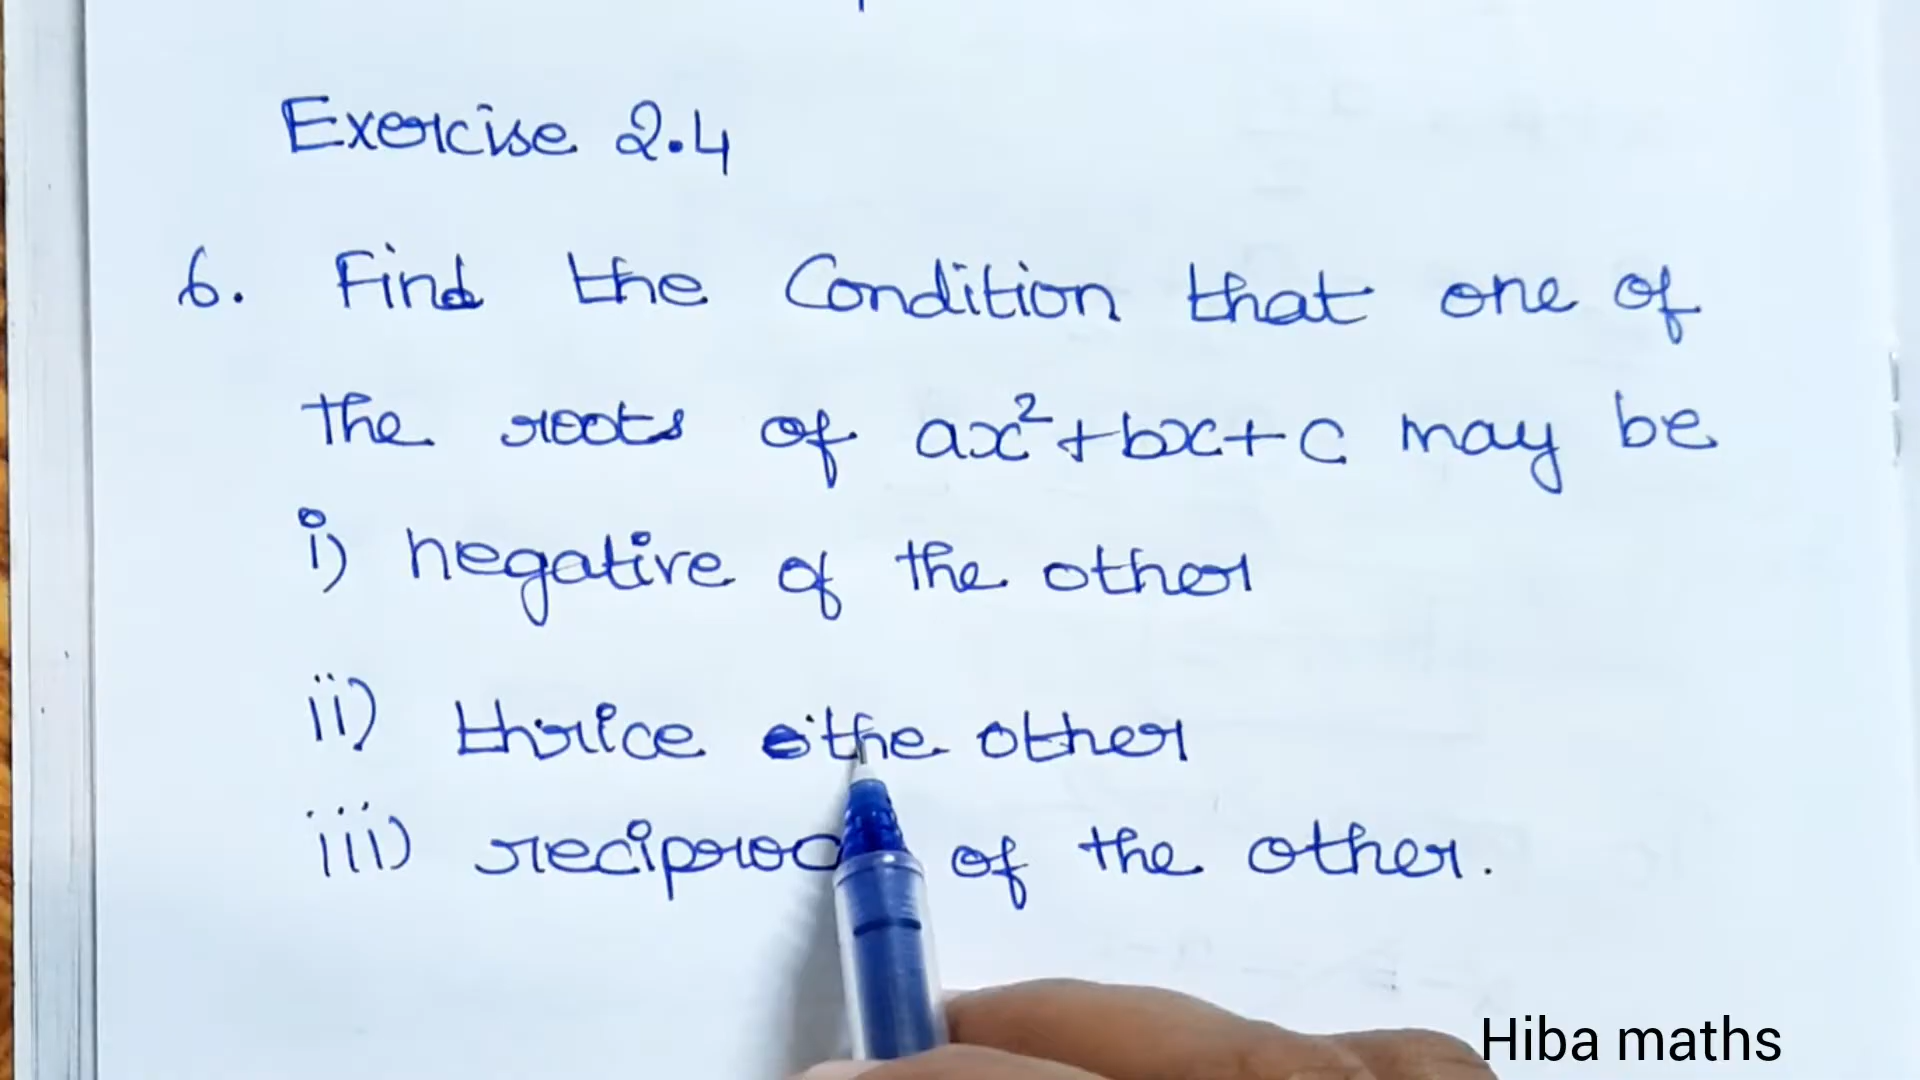 Exercise 2.4
6. Find the Condition that one of
the roots of ax²+bx+c may be
i) negative of the other
ii) thrice the other
iii) reciproc of the other.
Hiba maths